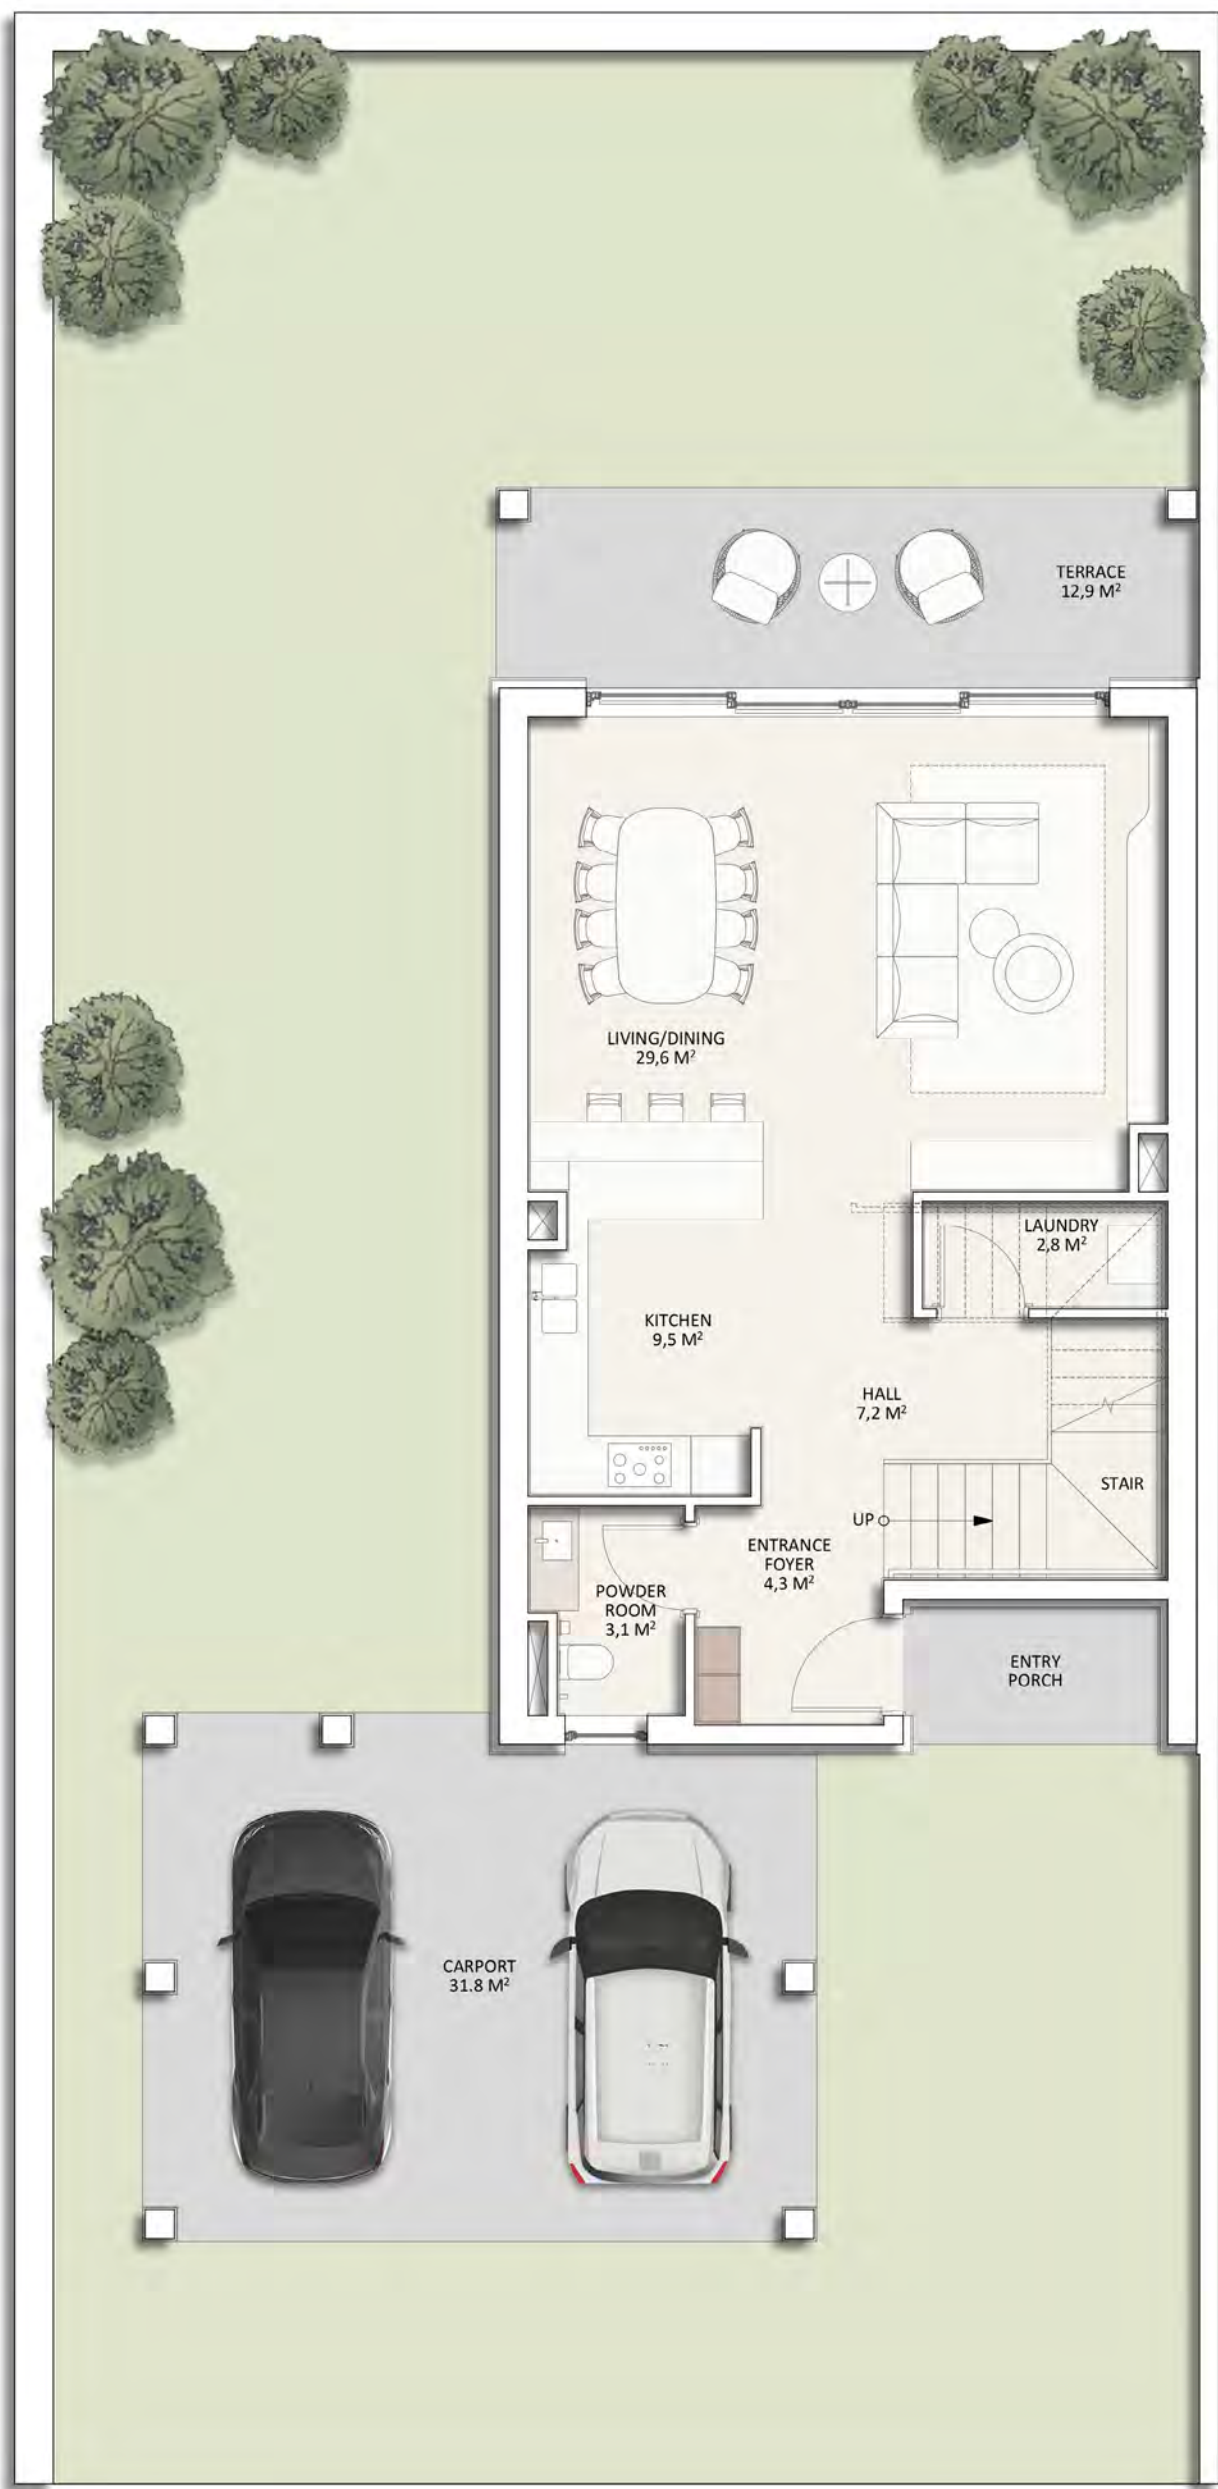 TERRACE
12,9 M²
LIVING/DINING
29,6 M²
LAUNDRY
2,8 M²
KITCHEN
9,5 M²
HALL
7,2 M²
STAIR
UP
ENTRANCE
FOYER
4,3 M²
POWDER
ROOM
3,1 M²
ENTRY
PORCH
CARPORT
31.8 M²